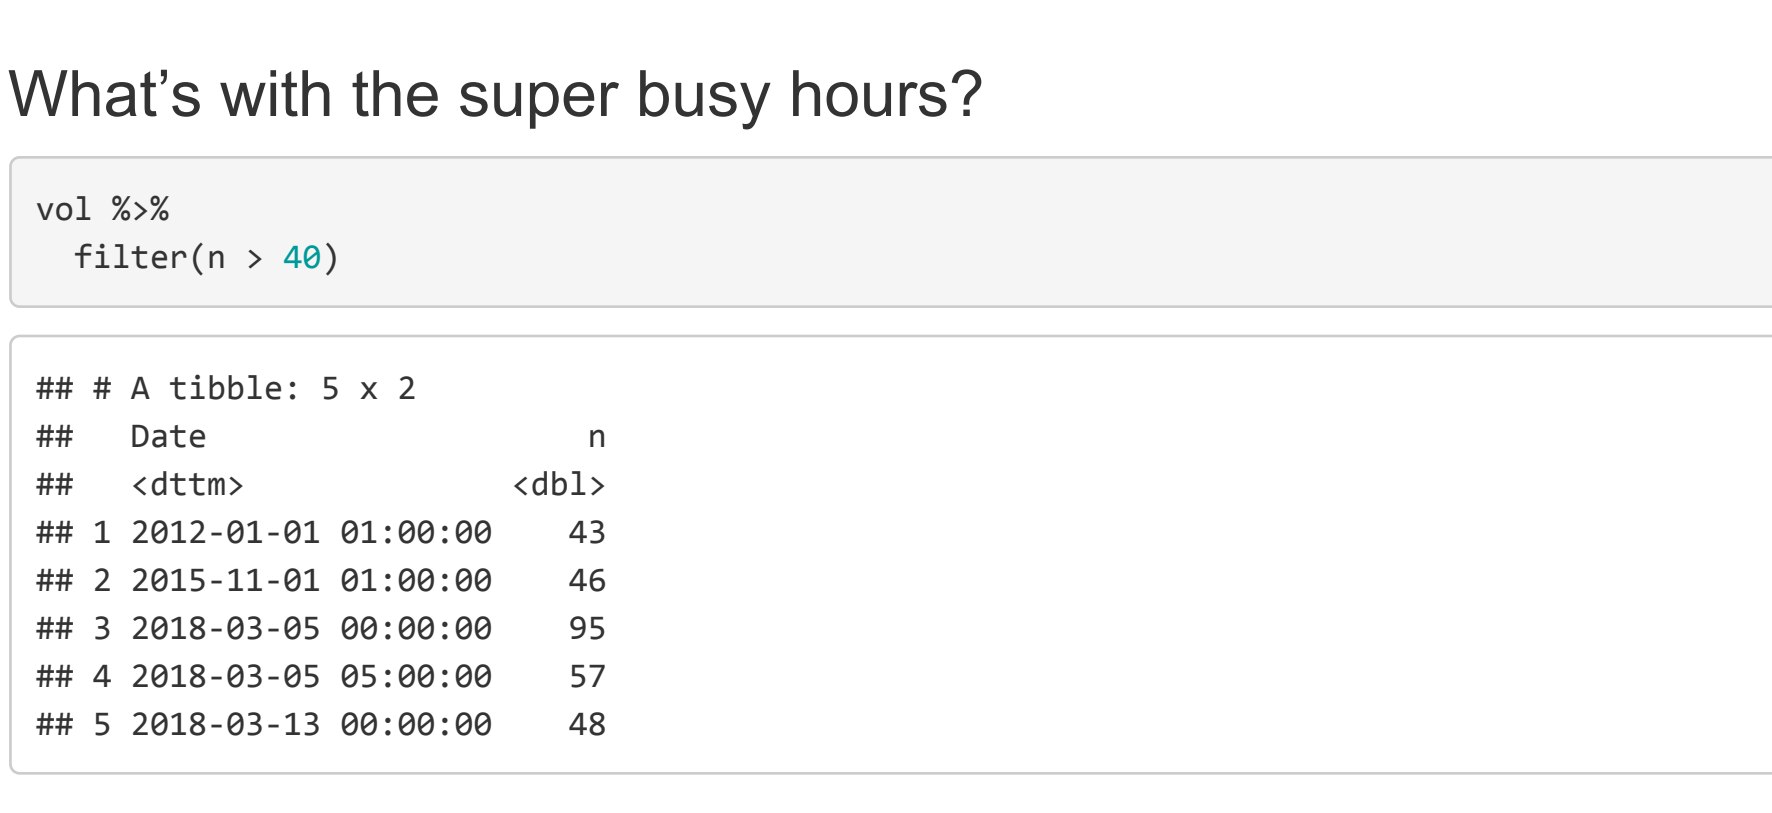 What’s with the super busy hours?
vol %>%
  filter(n > 40)
## # A tibble: 5 x 2
##   Date                    n
##   <dttm>              <dbl>
## 1 2012-01-01 01:00:00    43
## 2 2015-11-01 01:00:00    46
## 3 2018-03-05 00:00:00    95
## 4 2018-03-05 05:00:00    57
## 5 2018-03-13 00:00:00    48